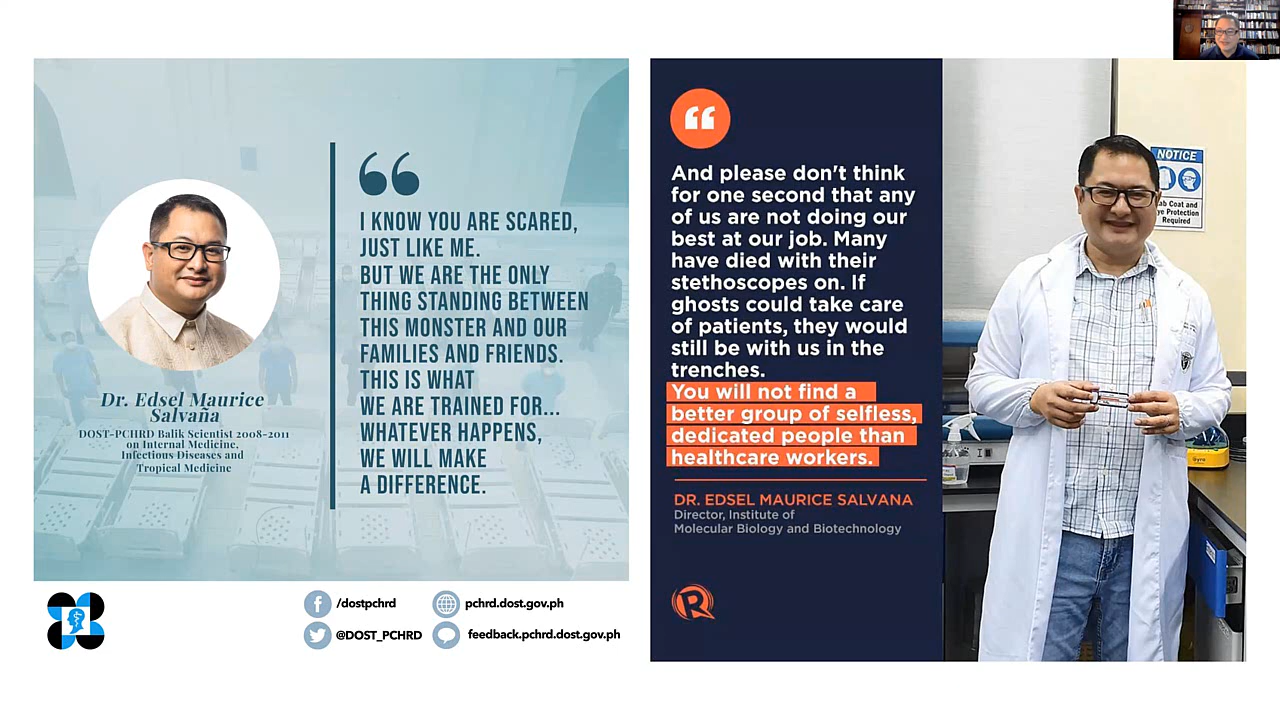 I KNOW YOU ARE SCARED,
JUST LIKE ME.
BUT WE ARE THE ONLY
THING STANDING BETWEEN
THIS MONSTER AND OUR
FAMILIES AND FRIENDS.
THIS IS WHAT
WE ARE TRAINED FOR...
WHATEVER HAPPENS,
WE WILL MAKE
A DIFFERENCE.
Dr. Edsel Maurice
Salvaña
DOST-PCHRD Balik Scientist 2008-2011
on Internal Medicine,
Infectious Diseases and
Tropical Medicine
/dostpchrd
pchrd.dost.gov.ph
@DOST_PCHRD
feedback.pchrd.dost.gov.ph
And please don't think
for one second that any
of us are not doing our
best at our job. Many
have died with their
stethoscopes on. If
ghosts could take care
of patients, they would
still be with us in the
trenches.
You will not find a
better group of selfless,
dedicated people than
healthcare workers.
DR. EDSEL MAURICE SALVANA
Director, Institute of
Molecular Biology and Biotechnology
R
NOTICE
Coat and
Protection
Required